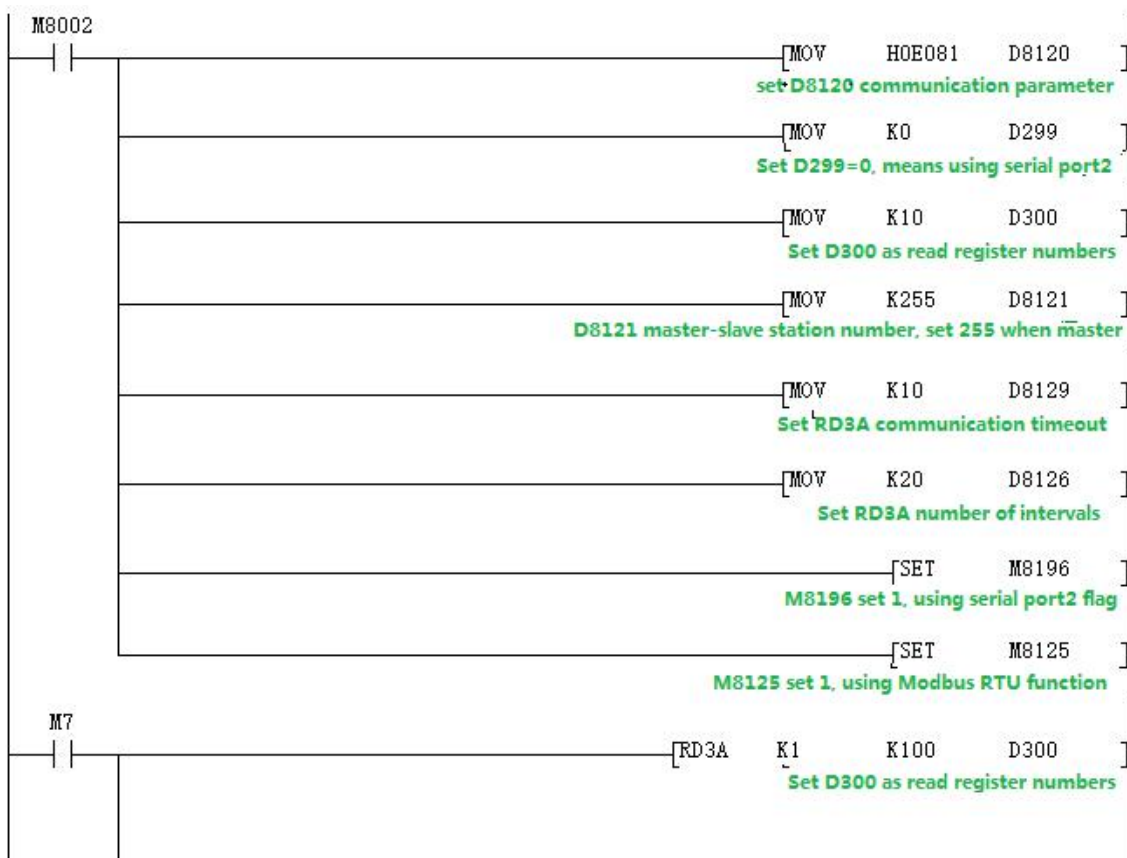 M8002
[MOV H0E081 D8120 ]
set D8120 communication parameter
[MOV K0 D299 ]
Set D299=0, means using serial port2
[MOV K10 D300 ]
Set D300 as read register numbers
[MOV K255 D8121 ]
D8121 master-slave station number, set 255 when master
[MOV K10 D8129 ]
Set RD3A communication timeout
[MOV K20 D8126 ]
Set RD3A number of intervals
[SET M8196 ]
M8196 set 1, using serial port2 flag
[SET M8125 ]
M8125 set 1, using Modbus RTU function
M7
[RD3A K1 K100 D300 ]
Set D300 as read register numbers